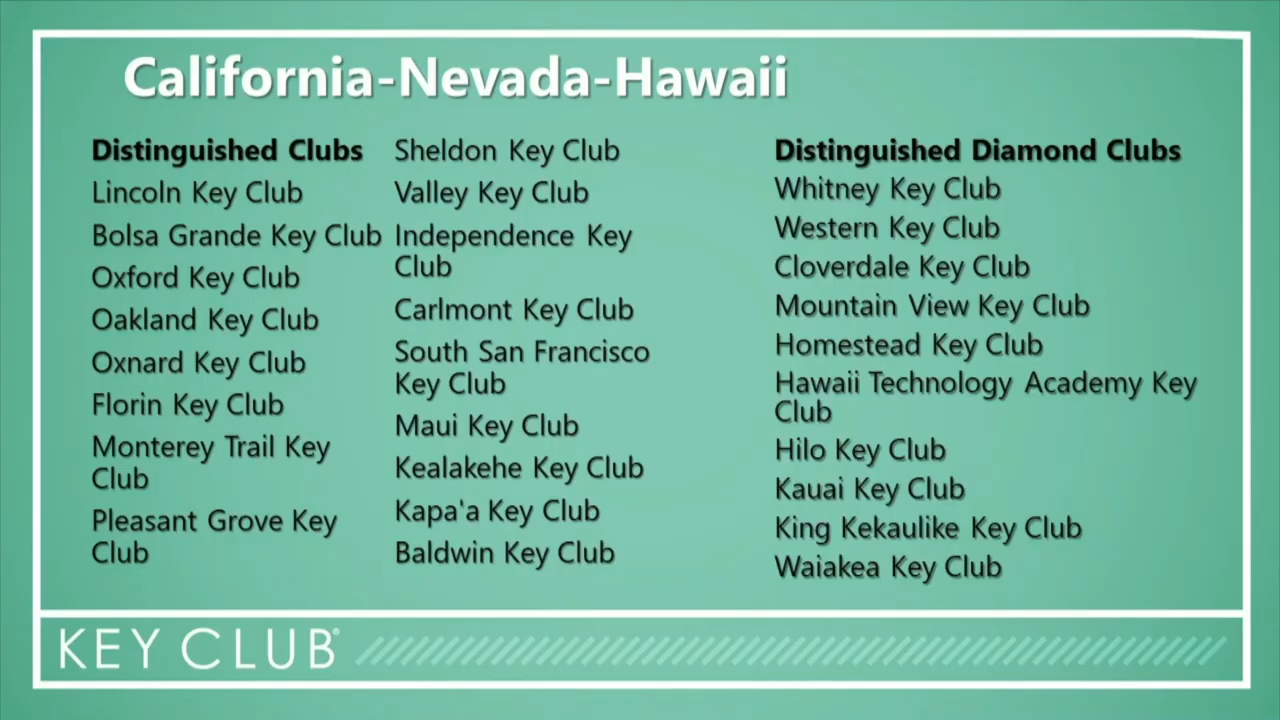 California-Nevada-Hawaii
Distinguished Clubs
Lincoln Key Club
Bolsa Grande Key Club
Oxford Key Club
Oakland Key Club
Oxnard Key Club
Florin Key Club
Monterey Trail Key
Club
Pleasant Grove Key
Club
Sheldon Key Club
Valley Key Club
Independence Key
Club
Carlmont Key Club
South San Francisco
Key Club
Maui Key Club
Kealakehe Key Club
Kapa'a Key Club
Baldwin Key Club
Distinguished Diamond Clubs
Whitney Key Club
Western Key Club
Cloverdale Key Club
Mountain View Key Club
Homestead Key Club
Hawaii Technology Academy Key
Club
Hilo Key Club
Kauai Key Club
King Kekaulike Key Club
Waiakea Key Club
KEY CLUB®